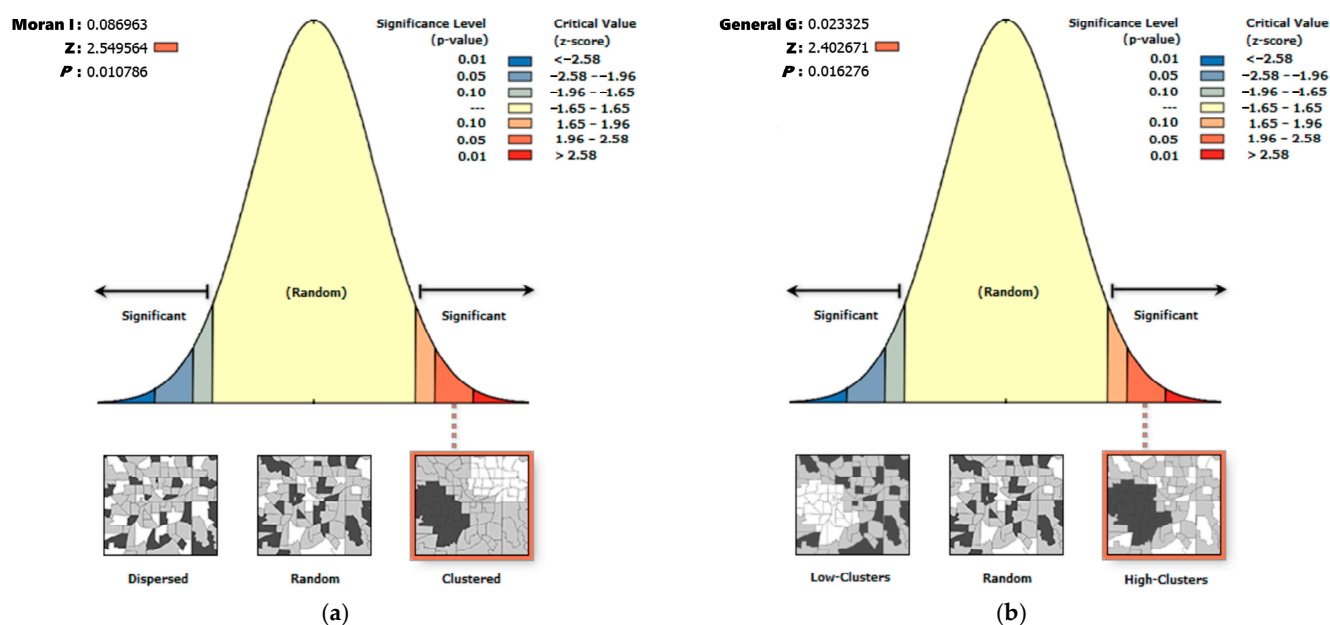 Moran I: 0.086963
Z: 2.549564
P: 0.010786
Significance Level (p-value) Critical Value (z-score)
0.01 <−2.58
0.05 −2.58 – −1.96
0.10 −1.96 – −1.65
--- −1.65 – 1.65
0.10 1.65 – 1.96
0.05 1.96 – 2.58
0.01 > 2.58
(Random)
Significant
Significant
Dispersed
Random
Clustered
(a)
General G: 0.023325
Z: 2.402671
P: 0.016276
Significance Level (p-value) Critical Value (z-score)
0.01 <−2.58
0.05 −2.58 – −1.96
0.10 −1.96 – −1.65
--- −1.65 – 1.65
0.10 1.65 – 1.96
0.05 1.96 – 2.58
0.01 > 2.58
(Random)
Significant
Significant
Low-Clusters
Random
High-Clusters
(b)